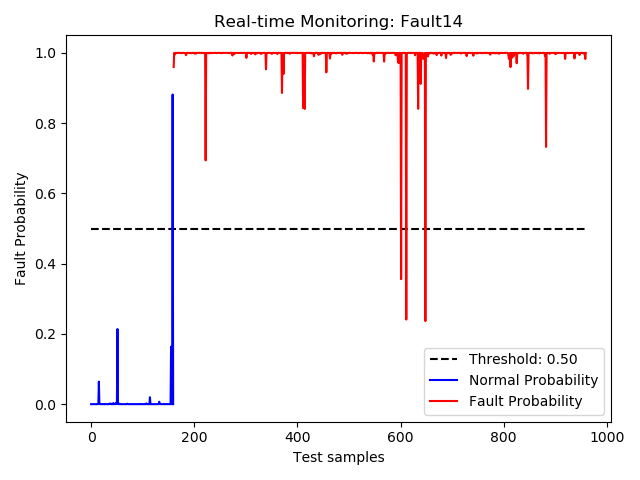 Real-time Monitoring: Fault14
1.0
0.8
0.6
0.4
0.2
0.0
Fault Probability
Threshold: 0.50
Normal Probability
Fault Probability
0 200 400 600 800 1000
Test samples